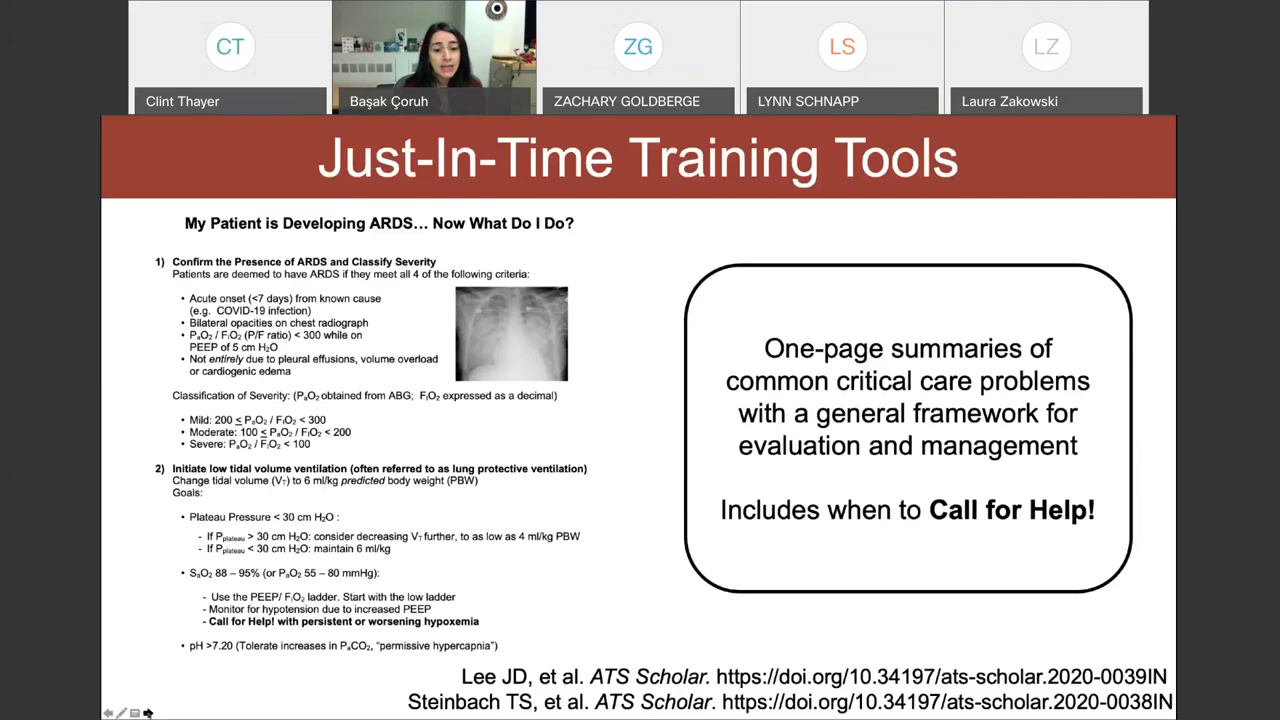 CT
ZG
LS
LZ
Clint Thayer
Başak Çoruh
ZACHARY GOLDBERGE
LYNN SCHNAPP
Laura Zakowski
Just-In-Time Training Tools
My Patient is Developing ARDS… Now What Do I Do?
1) Confirm the Presence of ARDS and Classify Severity
Patients are deemed to have ARDS if they meet all 4 of the following criteria:
• Acute onset (<7 days) from known cause
(e.g. COVID-19 infection)
• Bilateral opacities on chest radiograph
• PaO2 / FiO2 (P/F ratio) < 300 while on
PEEP of 5 cm H2O
• Not entirely due to pleural effusions, volume overload
or cardiogenic edema
Classification of Severity: (PaO2 obtained from ABG; FiO2 expressed as a decimal)
• Mild: 200 ≤ PaO2 / FiO2 < 300
• Moderate: 100 ≤ PaO2 / FiO2 < 200
• Severe: PaO2 / FiO2 < 100
2) Initiate low tidal volume ventilation (often referred to as lung protective ventilation)
Change tidal volume (VT) to 6 ml/kg predicted body weight (PBW)
Goals:
• Plateau Pressure < 30 cm H2O :
- If Pplateau > 30 cm H2O: consider decreasing VT further, to as low as 4 ml/kg PBW
- If Pplateau < 30 cm H2O: maintain 6 ml/kg
• SaO2 88 – 95% (or PaO2 55 – 80 mmHg):
- Use the PEEP/ FiO2 ladder. Start with the low ladder
- Monitor for hypotension due to increased PEEP
- Call for Help! with persistent or worsening hypoxemia
• pH >7.20 (Tolerate increases in PaCO2, “permissive hypercapnia”)
One-page summaries of
common critical care problems
with a general framework for
evaluation and management
Includes when to Call for Help!
Lee JD, et al. ATS Scholar. https://doi.org/10.34197/ats-scholar.2020-0039IN
Steinbach TS, et al. ATS Scholar. https://doi.org/10.34197/ats-scholar.2020-0038IN